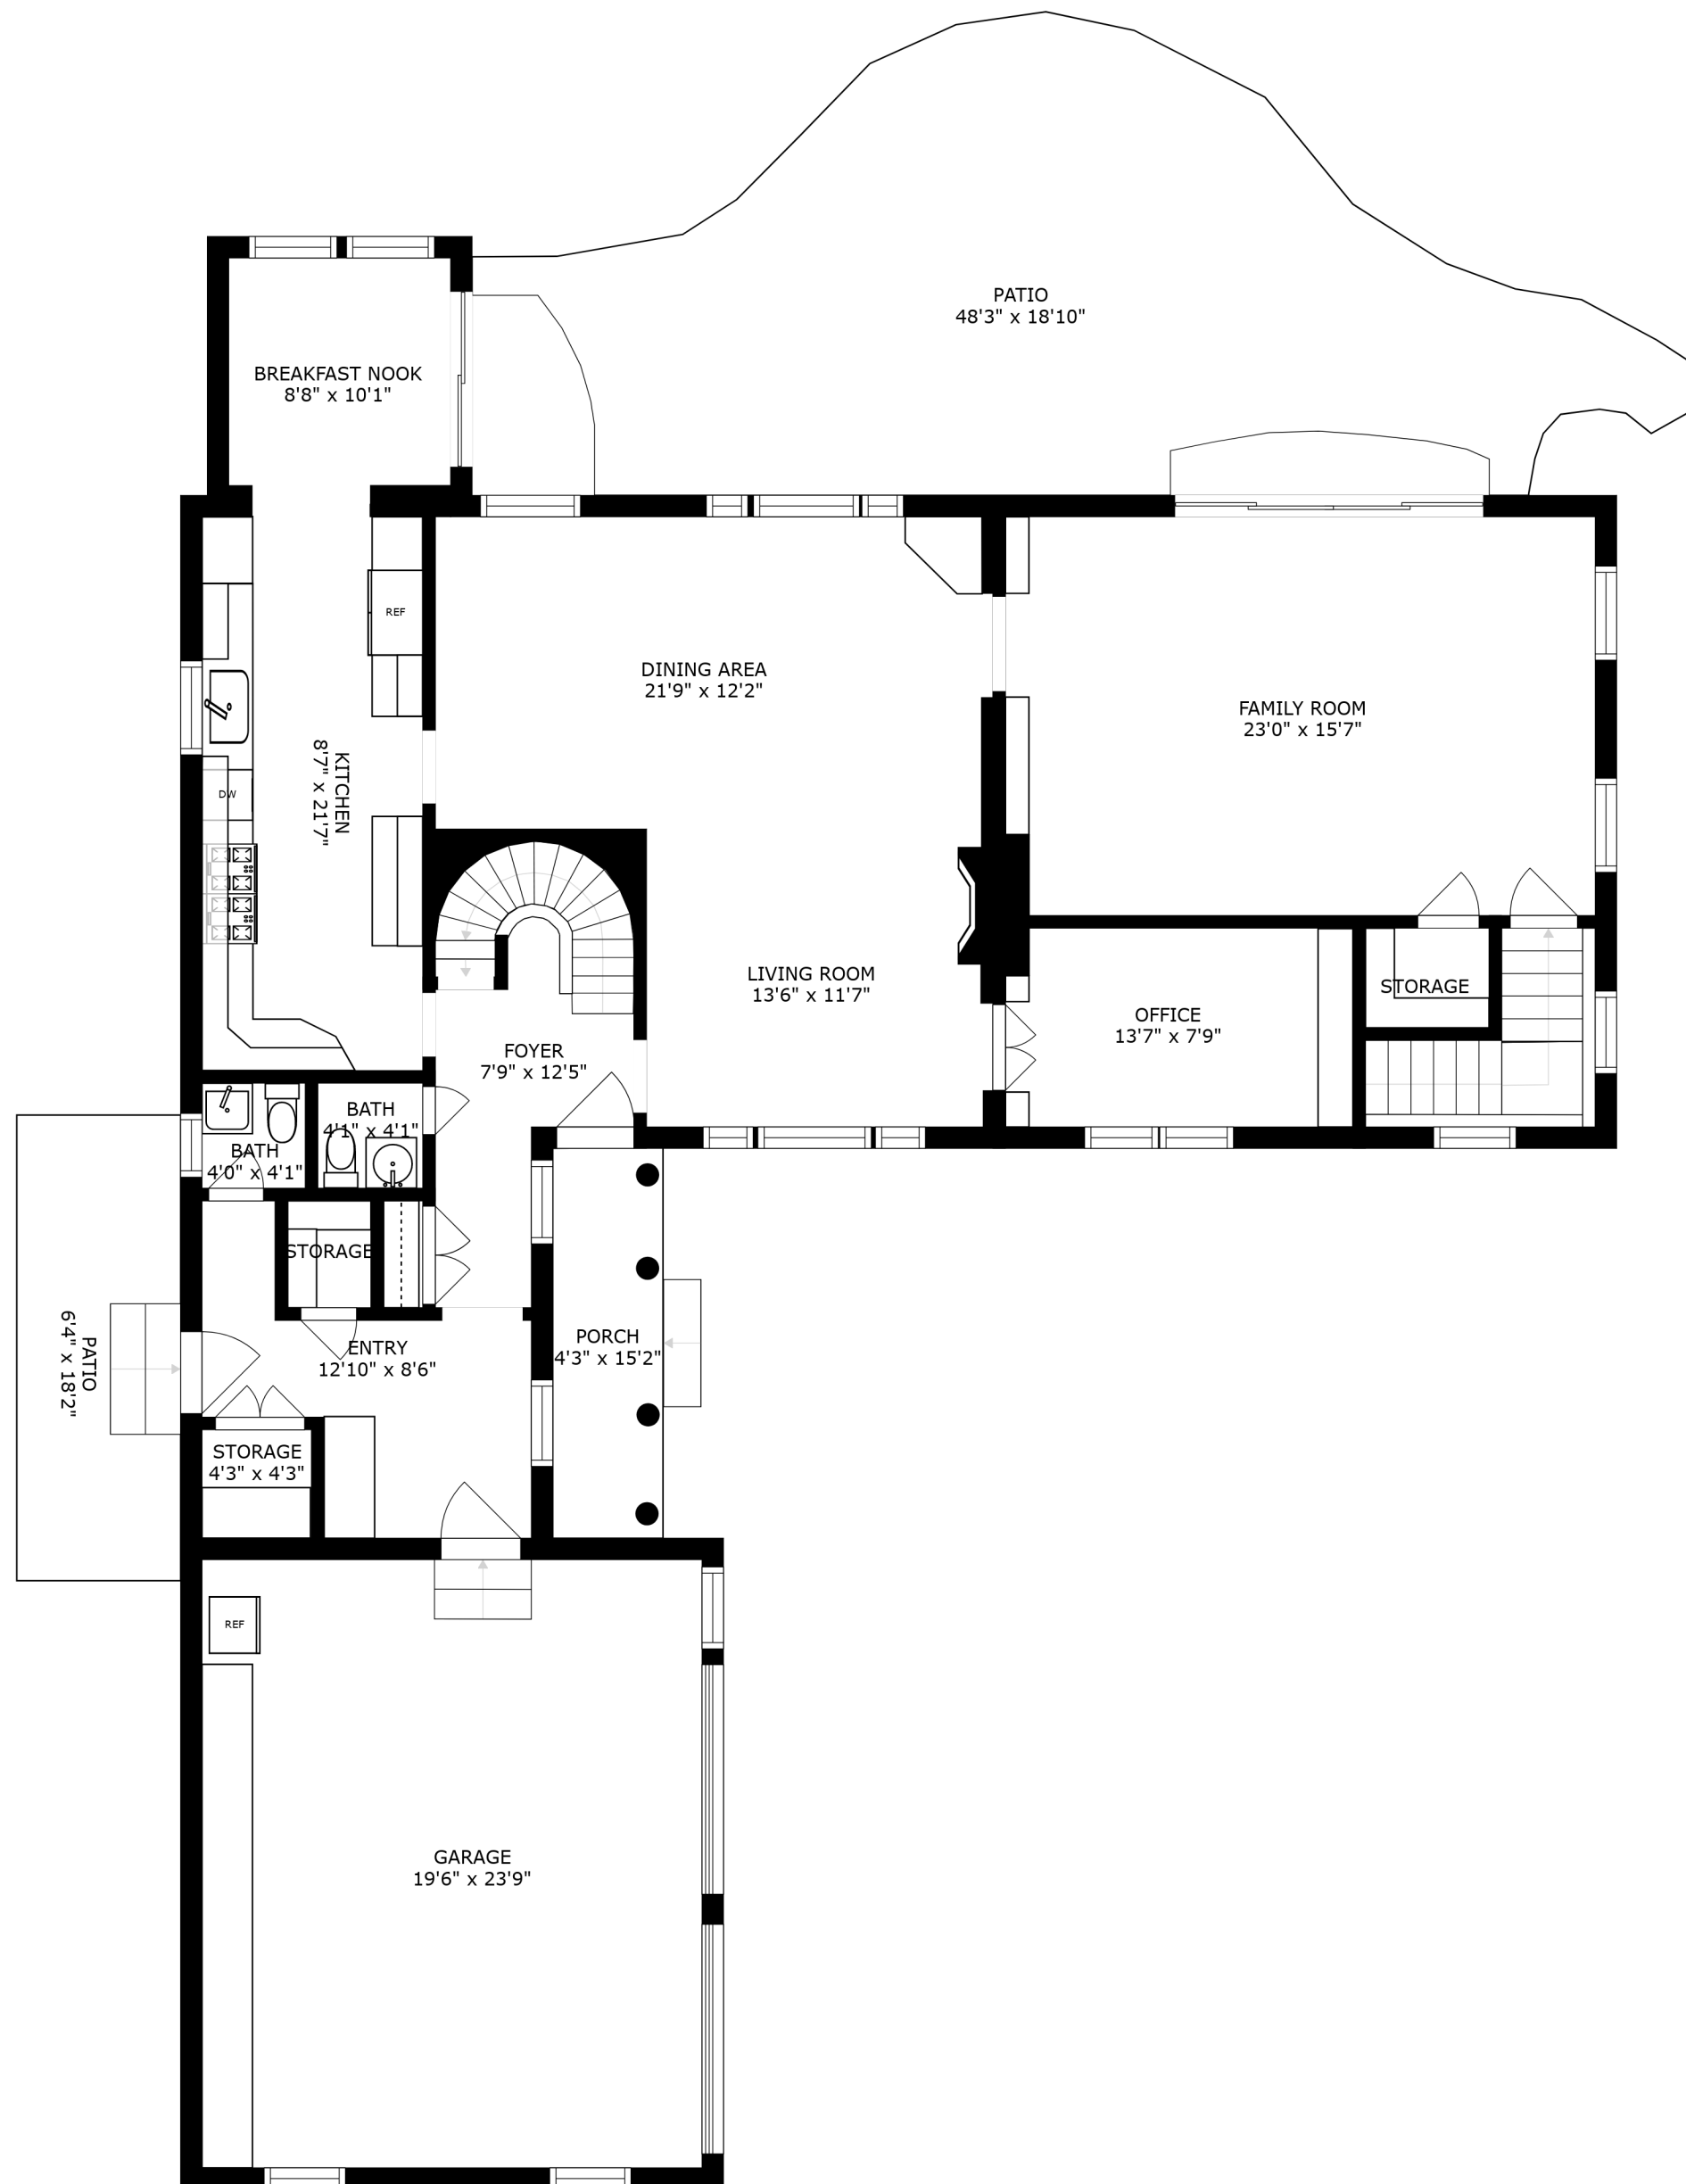 PATIO
48'3" x 18'10"
BREAKFAST NOOK
8'8" x 10'1"
REF
DINING AREA
21'9" x 12'2"
FAMILY ROOM
23'0" x 15'7"
KITCHEN
8'7" x 21'7"
DW
LIVING ROOM
13'6" x 11'7"
STORAGE
OFFICE
13'7" x 7'9"
FOYER
7'9" x 12'5"
BATH
4'1" x 4'1"
BATH
4'0" x 4'1"
STORAGE
PORCH
4'3" x 15'2"
ENTRY
12'10" x 8'6"
PATIO
6'4" x 18'2"
STORAGE
4'3" x 4'3"
REF
GARAGE
19'6" x 23'9"